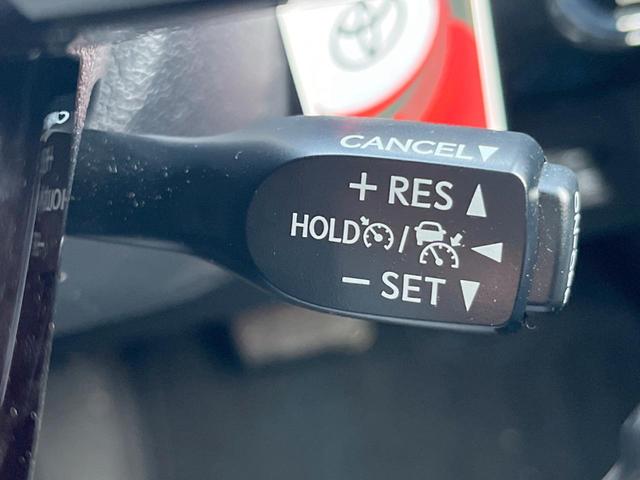 CANCEL▼
+ RES ▲
HOLD / ◀
− SET ▼